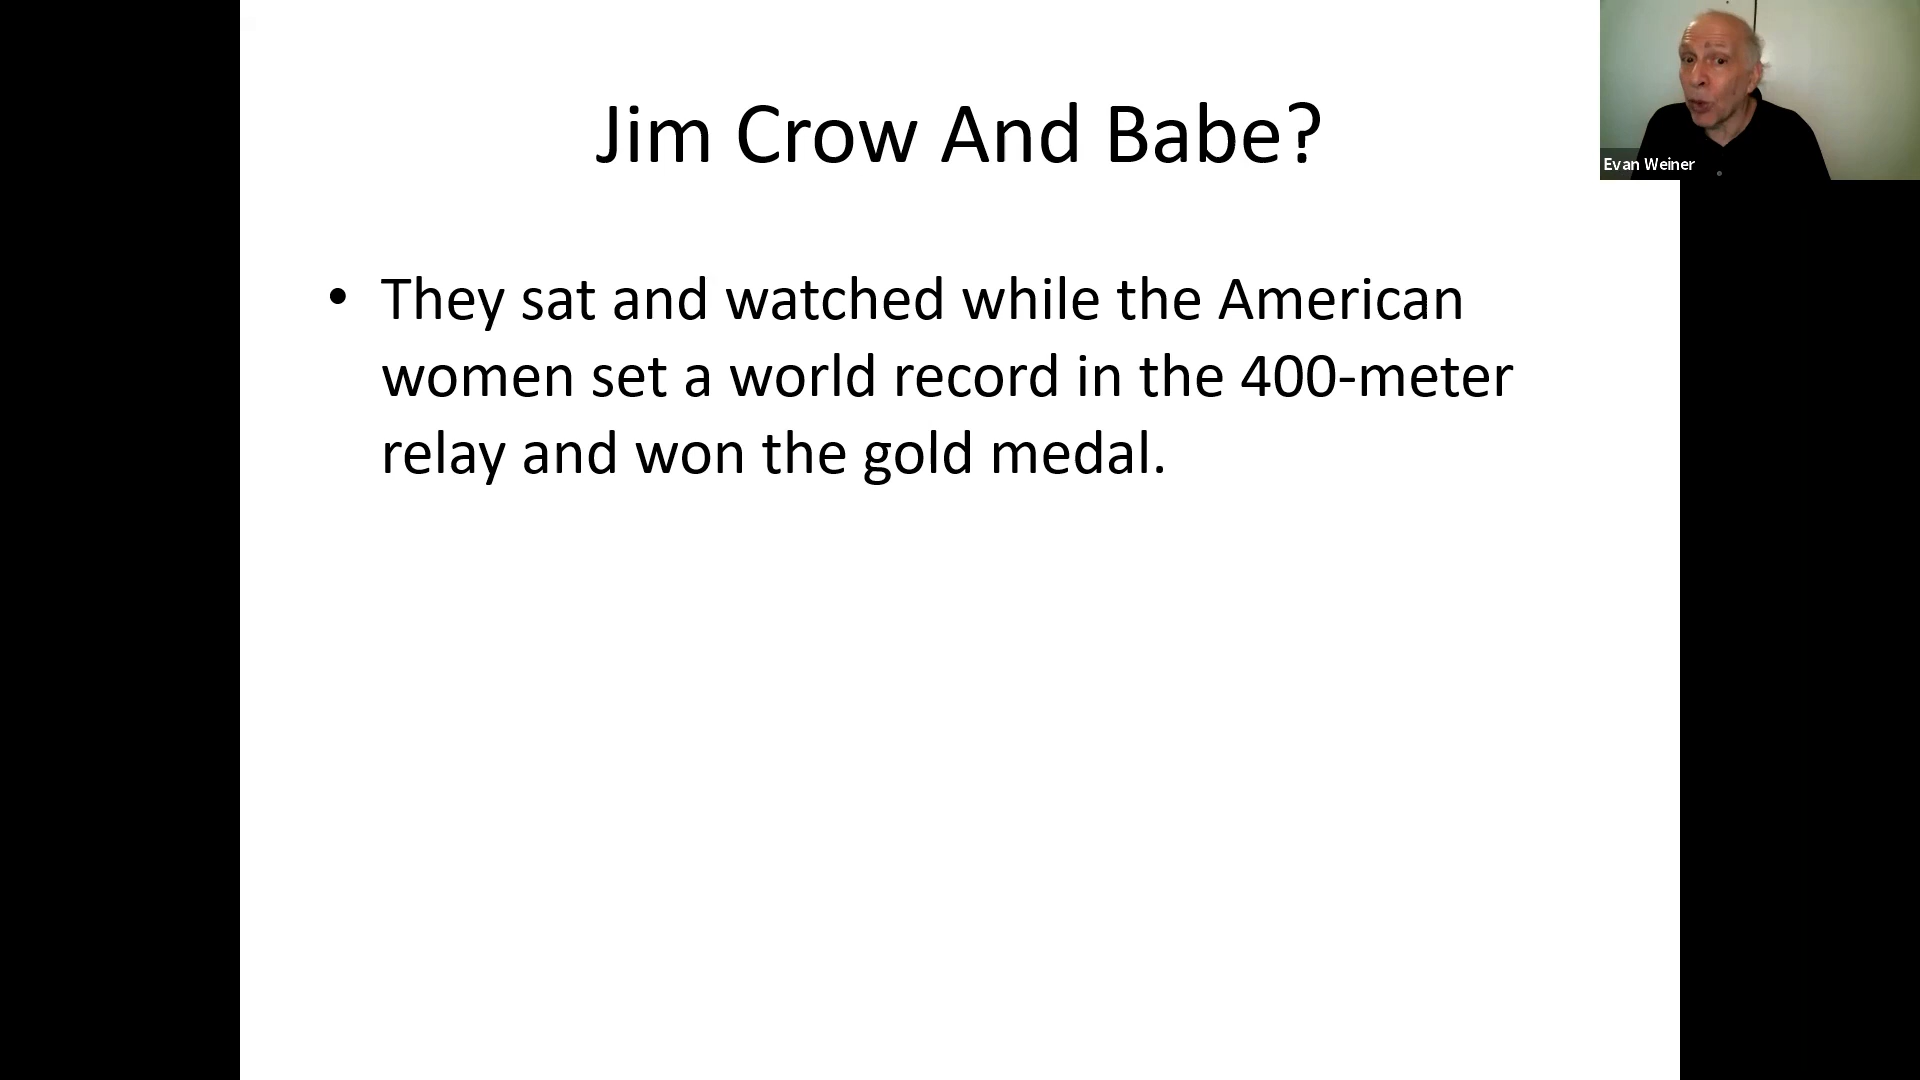 Jim Crow And Babe?
Evan Weiner
• They sat and watched while the American
women set a world record in the 400-meter
relay and won the gold medal.